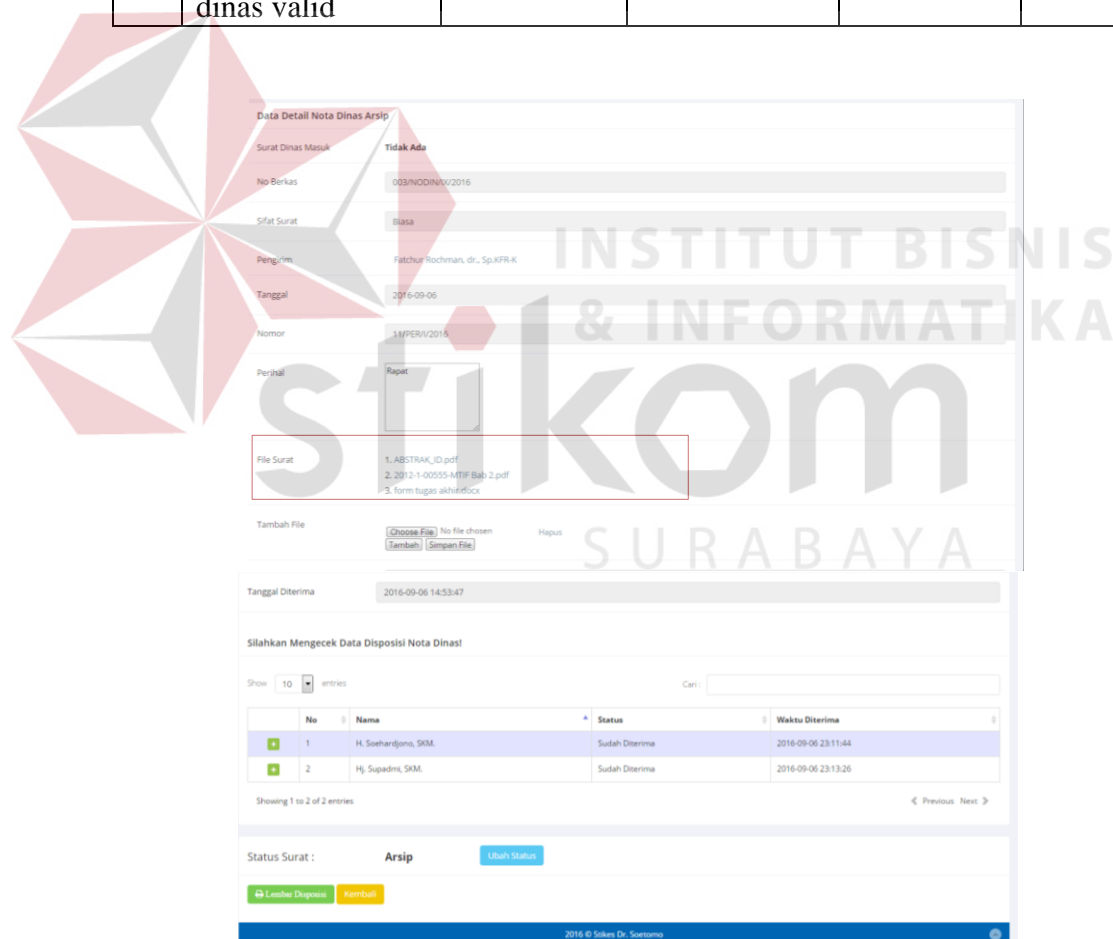 dinas valid
Data Detail Nota Dinas Arsip
Surat Dinas Masuk Tidak Ada
No Berkas 003/NODIN/IX/2016
Sifat Surat Biasa
INSTITUT BISNIS
Pengirim Fatchur Rochman, dr., Sp.KFR-K
Tanggal 2016-09-06
& INFORMATIKA
Nomor 11/PER/I/2016
Perihal Rapat
stikom
File Surat 1. ABSTRAK_ID.pdf
2. 2012-1-00555-MTIF Bab 2.pdf
3. form tugas akhir.docx
Tambah File Choose File No file chosen Hapus
Tambah Simpan File
SURABAYA
Tanggal Diterima 2016-09-06 14:53:47
Silahkan Mengecek Data Disposisi Nota Dinas!
Show 10 entries Cari :
No Nama Status Waktu Diterima
1 H. Soehardjono, SKM. Sudah Diterima 2016-09-06 23:11:44
2 Hj. Supadmi, SKM. Sudah Diterima 2016-09-06 23:13:26
Showing 1 to 2 of 2 entries Previous Next
Status Surat : Arsip Ubah Status
Lembar Disposisi Kembali
2016 © Stikes Dr. Soetomo